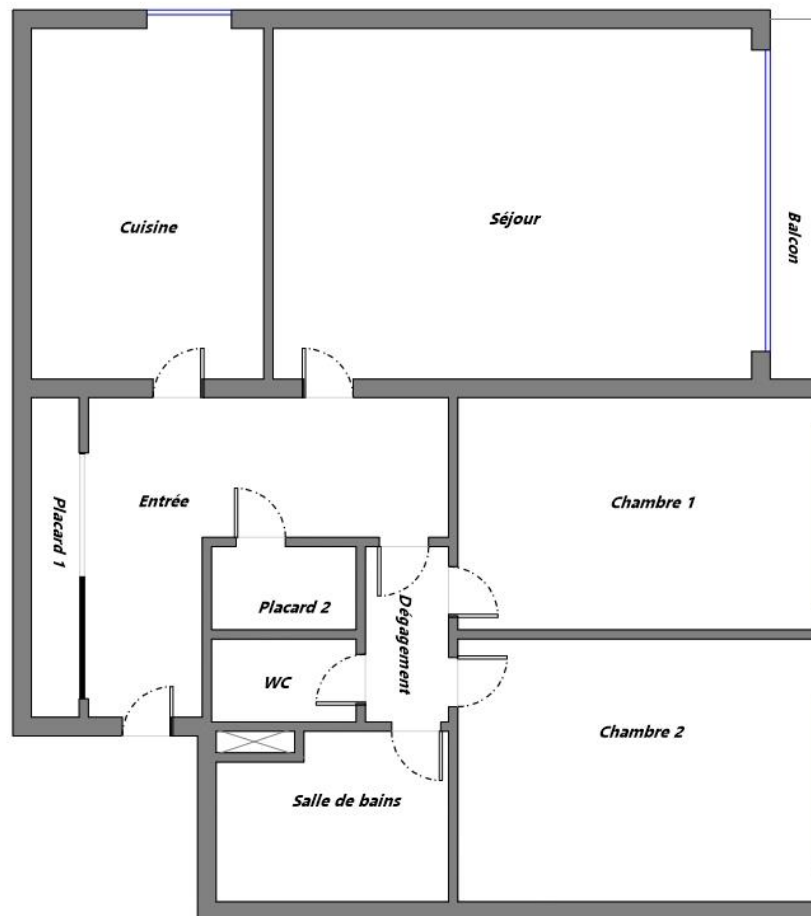 Cuisine
Séjour
Balcon
Placard 1
Entrée
Chambre 1
Placard 2
Dégagement
WC
Chambre 2
Salle de bains